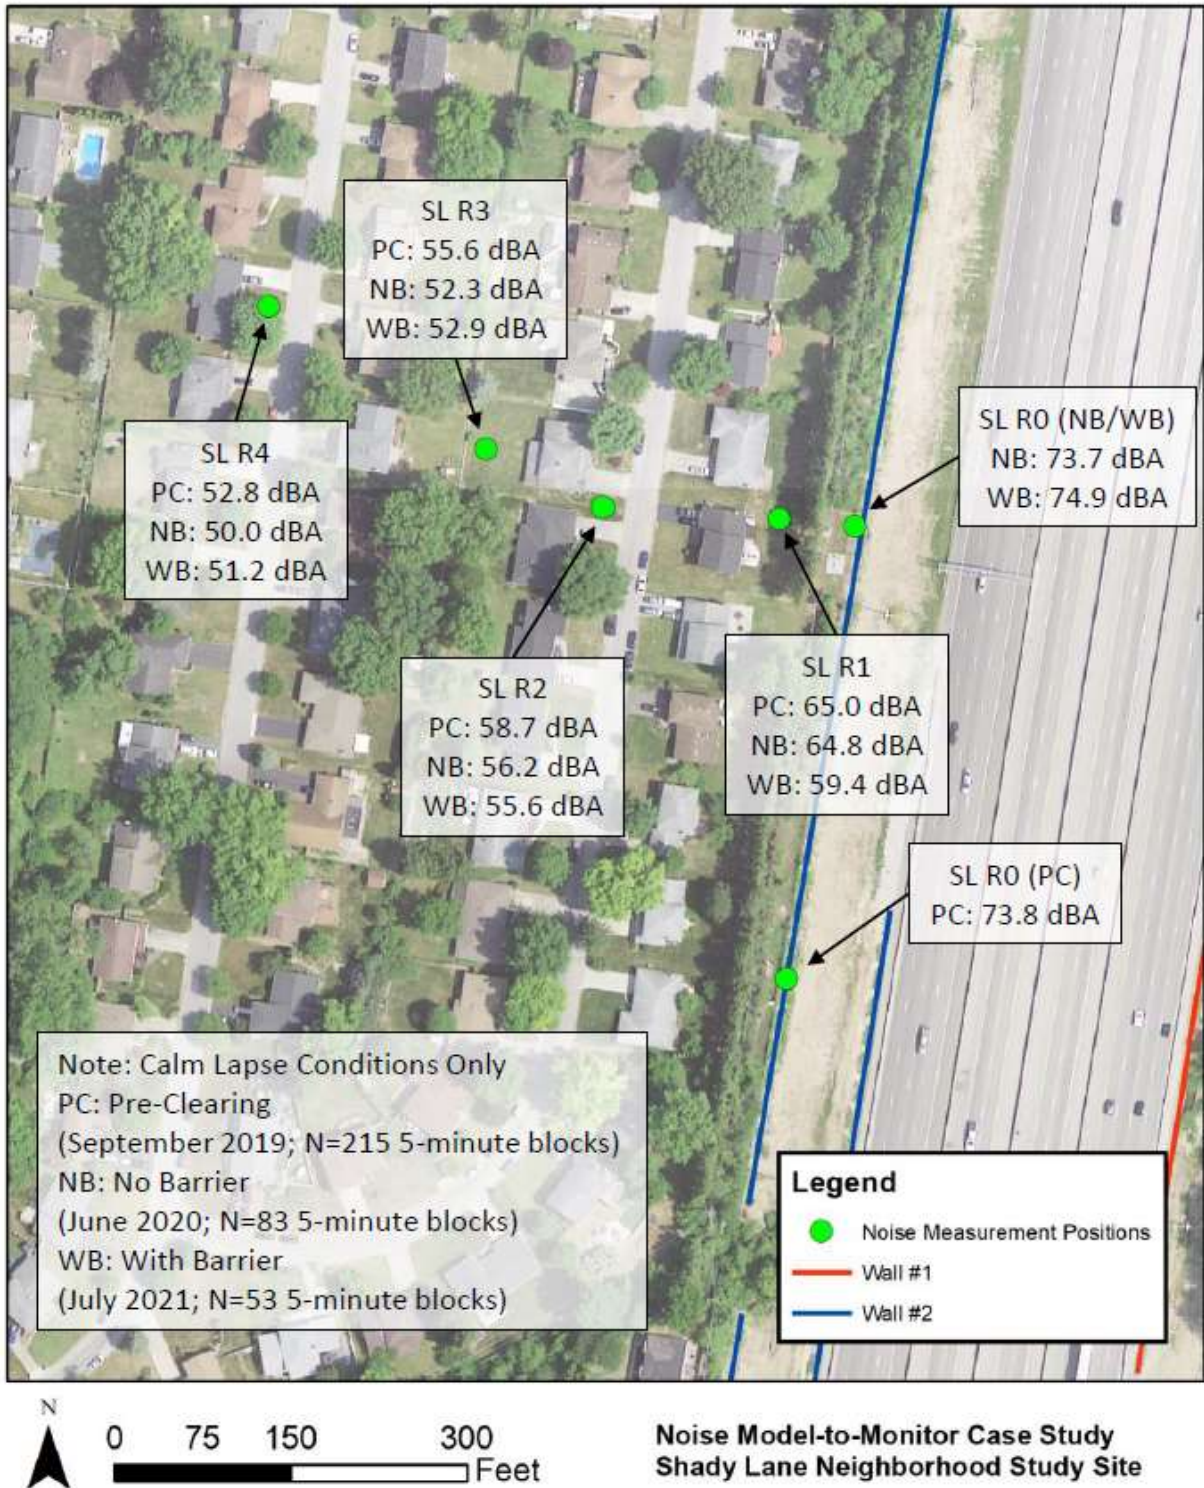 SL R3
PC: 55.6 dBA
NB: 52.3 dBA
WB: 52.9 dBA
SL R4
PC: 52.8 dBA
NB: 50.0 dBA
WB: 51.2 dBA
SL R0 (NB/WB)
NB: 73.7 dBA
WB: 74.9 dBA
SL R2
PC: 58.7 dBA
NB: 56.2 dBA
WB: 55.6 dBA
SL R1
PC: 65.0 dBA
NB: 64.8 dBA
WB: 59.4 dBA
SL R0 (PC)
PC: 73.8 dBA
Note: Calm Lapse Conditions Only
PC: Pre-Clearing
(September 2019; N=215 5-minute blocks)
NB: No Barrier
(June 2020; N=83 5-minute blocks)
WB: With Barrier
(July 2021; N=53 5-minute blocks)
Legend
Noise Measurement Positions
Wall #1
Wall #2
N
0 75 150 300
Feet
Noise Model-to-Monitor Case Study
Shady Lane Neighborhood Study Site